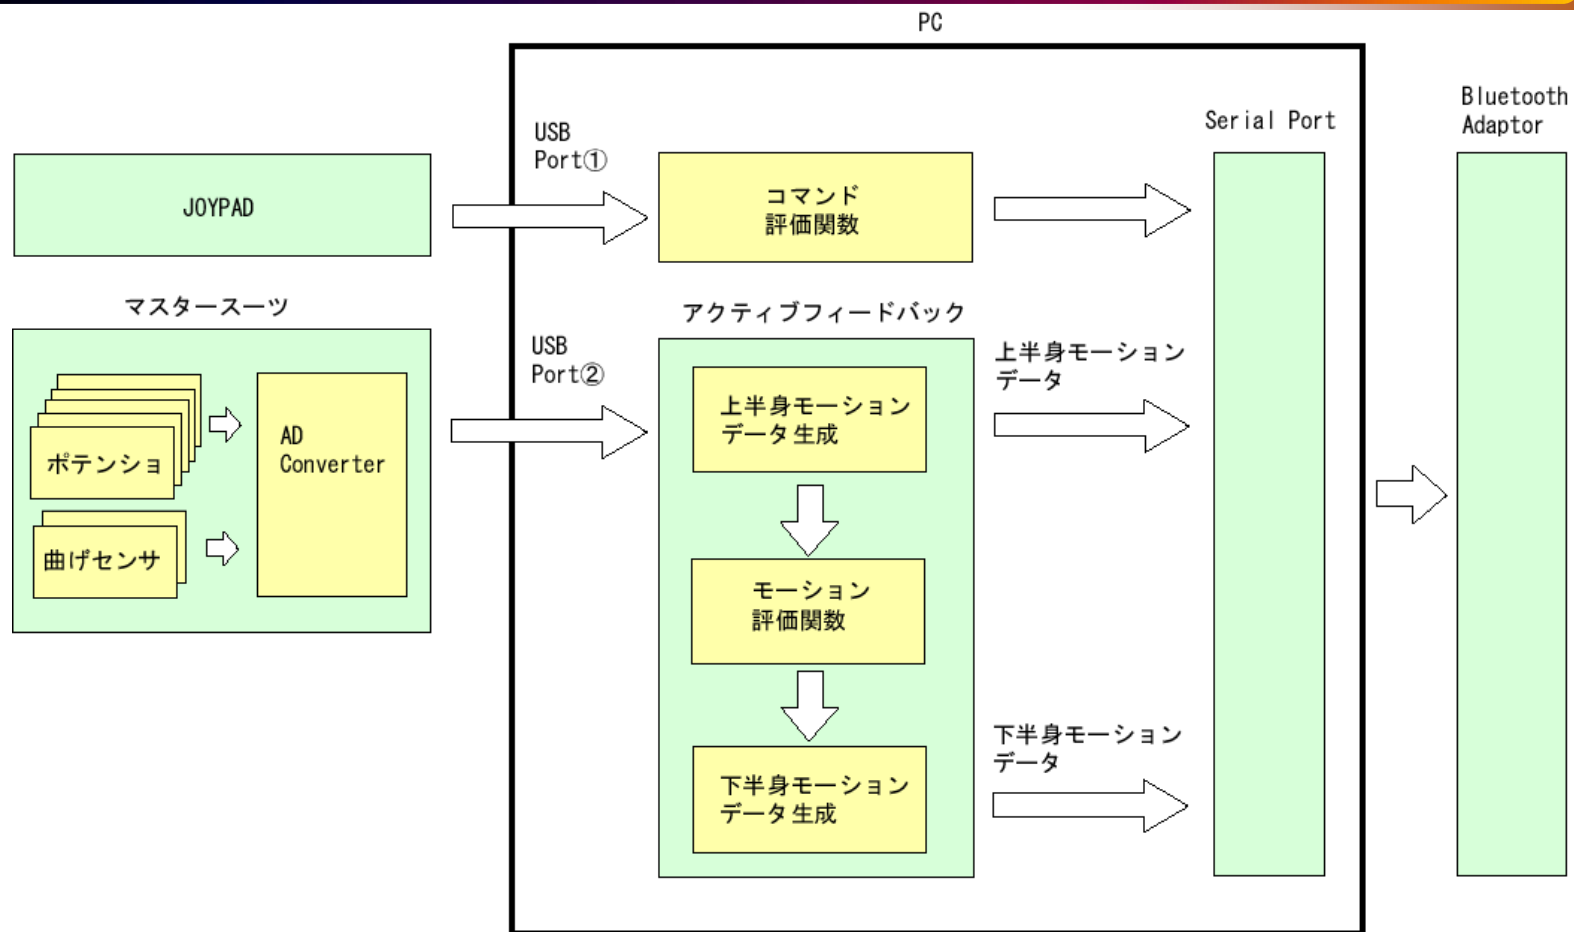 PC
Bluetooth
Adaptor
Serial Port
USB
Port①
JOYPAD
コマンド
評価関数
マスタースーツ
アクティブフィードバック
USB
Port②
上半身モーション
データ
ポテンショ
AD
Converter
上半身モーション
データ生成
曲げセンサ
モーション
評価関数
下半身モーション
データ
下半身モーション
データ生成